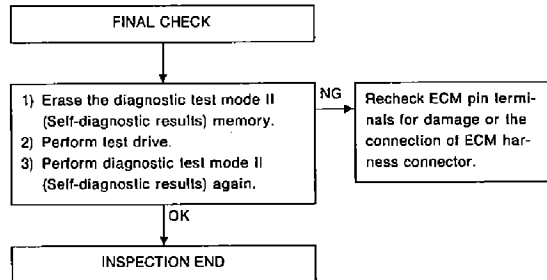 FINAL CHECK
1) Erase the diagnostic test mode II
(Self-diagnostic results) memory.
2) Perform test drive.
3) Perform diagnostic test mode II
(Self-diagnostic results) again.
NG
Recheck ECM pin termi-
nals for damage or the
connection of ECM har-
ness connector.
OK
INSPECTION END